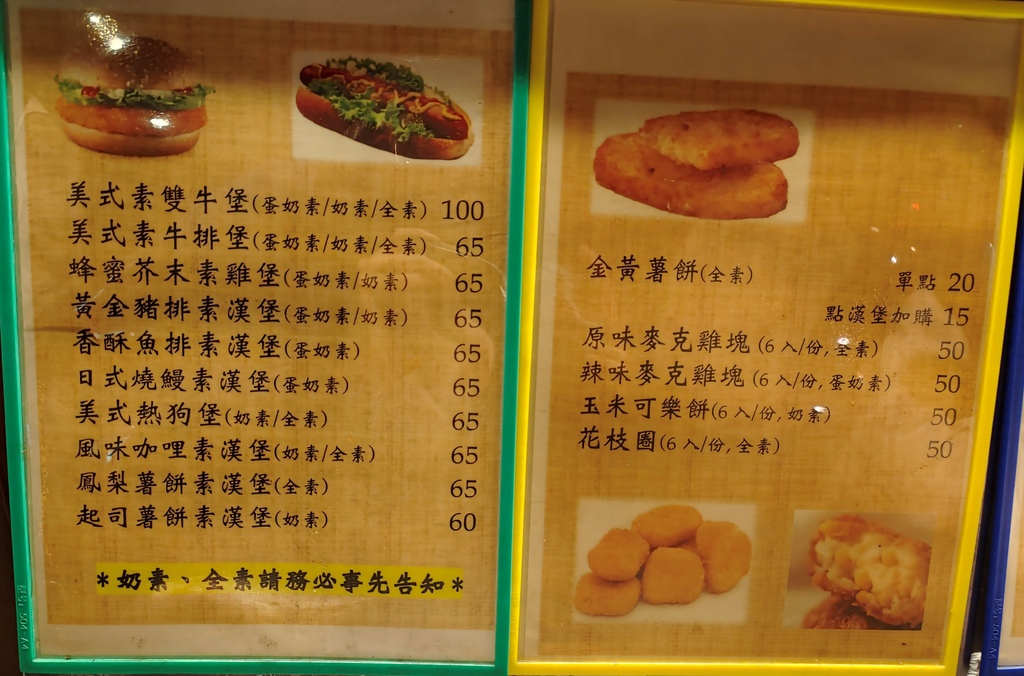 美式素雙牛堡(蛋奶素/奶素/全素) 100
美式素牛排堡(蛋奶素/奶素/全素) 65
蜂蜜芥末素雞堡(蛋奶素/奶素) 65
黃金豬排素漢堡(蛋奶素/奶素) 65
香酥魚排素漢堡(蛋奶素) 65
日式燒鰻素漢堡(蛋奶素) 65
美式熱狗堡(奶素/全素) 65
風味咖哩素漢堡(奶素/全素) 65
鳳梨薯餅素漢堡(全素) 65
起司薯餅素漢堡(奶素) 60
*奶素、全素請務必事先告知*
金黃薯餅(全素) 單點 20
點漢堡加購 15
原味麥克雞塊(6入/份,全素) 50
辣味麥克雞塊(6入/份,蛋奶素) 50
玉米可樂餅(6入/份,奶素) 50
花枝圈(6入/份,全素) 50